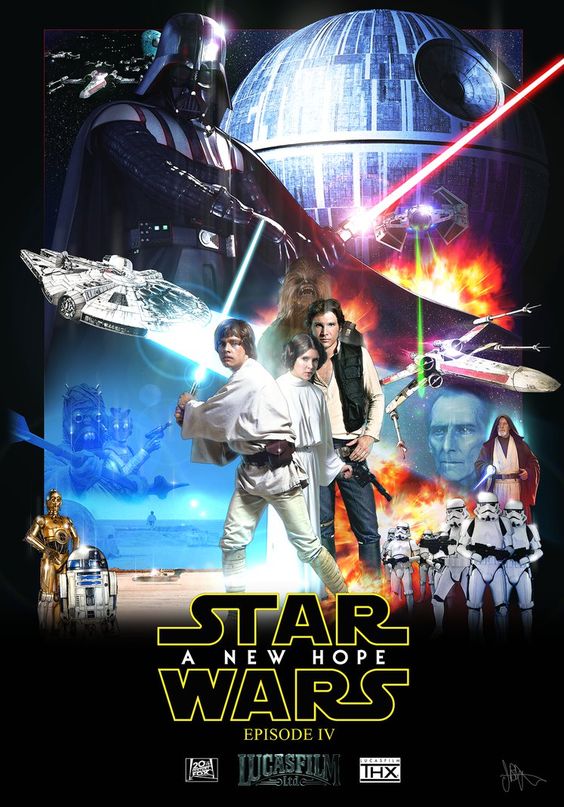 STAR
A NEW HOPE
WARS
EPISODE IV
20th
CENTURY
FOX
LUCASFILM
Ltd.
LUCASFILM
THX